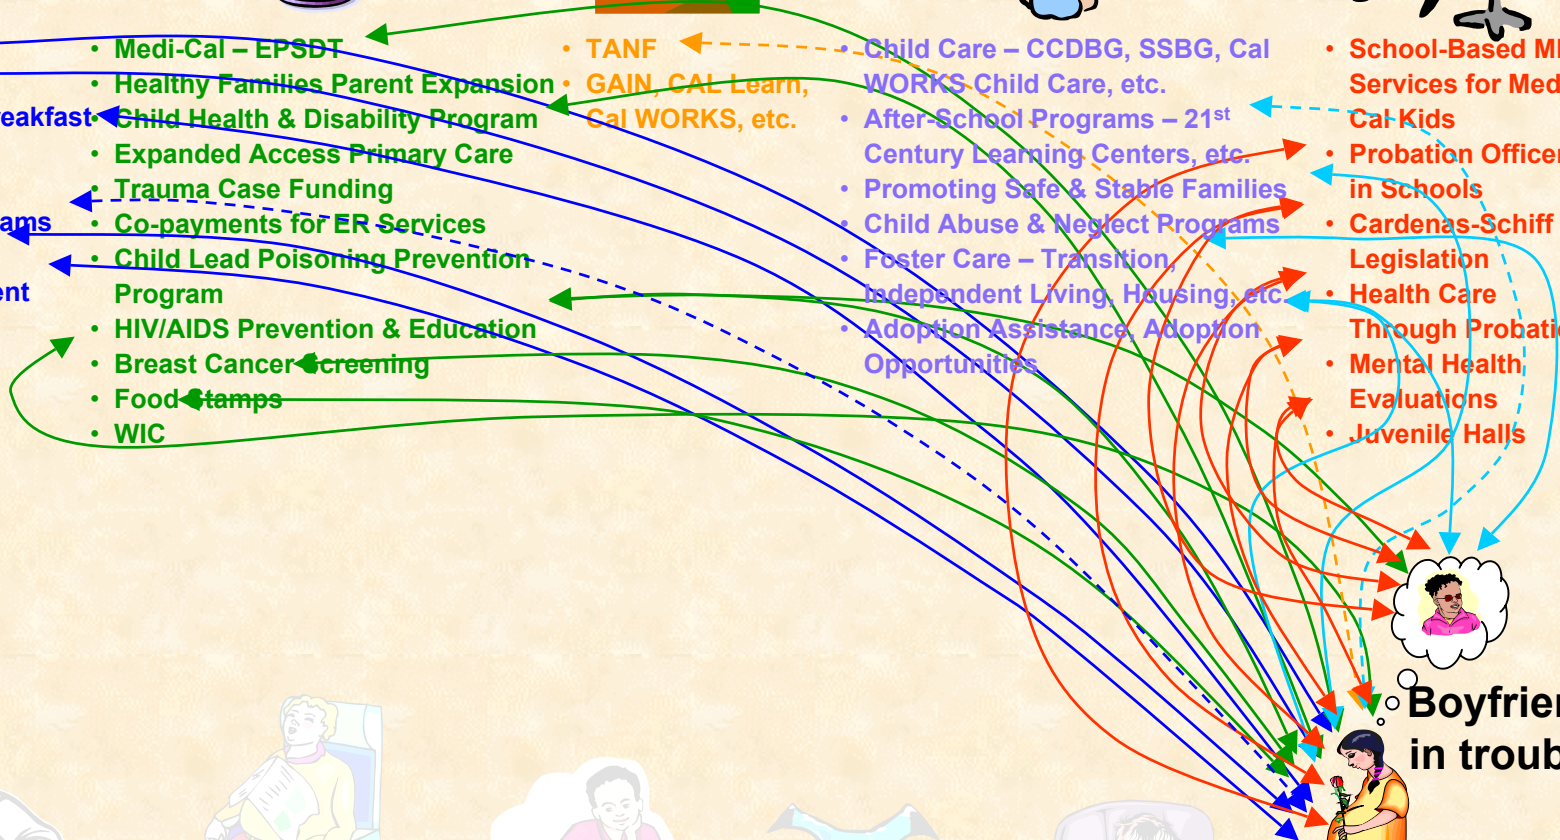 eakfast
ams
ent
• Medi-Cal – EPSDT
• Healthy Families Parent Expansion
• Child Health & Disability Program
• Expanded Access Primary Care
• Trauma Case Funding
• Co-payments for ER Services
• Child Lead Poisoning Prevention
Program
• HIV/AIDS Prevention & Education
• Breast Cancer Screening
• Food Stamps
• WIC
• TANF
• GAIN, CAL Learn,
Cal WORKS, etc.
• Child Care – CCDBG, SSBG, Cal
WORKS Child Care, etc.
• After-School Programs – 21st
Century Learning Centers, etc.
• Promoting Safe & Stable Families
• Child Abuse & Neglect Programs
• Foster Care – Transition,
Independent Living, Housing, etc.
• Adoption Assistance, Adoption
Opportunities
• School-Based M
Services for Med
Cal Kids
• Probation Officer
in Schools
• Cardenas-Schiff
Legislation
• Health Care
Through Probati
• Mental Health
Evaluations
• Juvenile Halls
Boyfrie
in troub